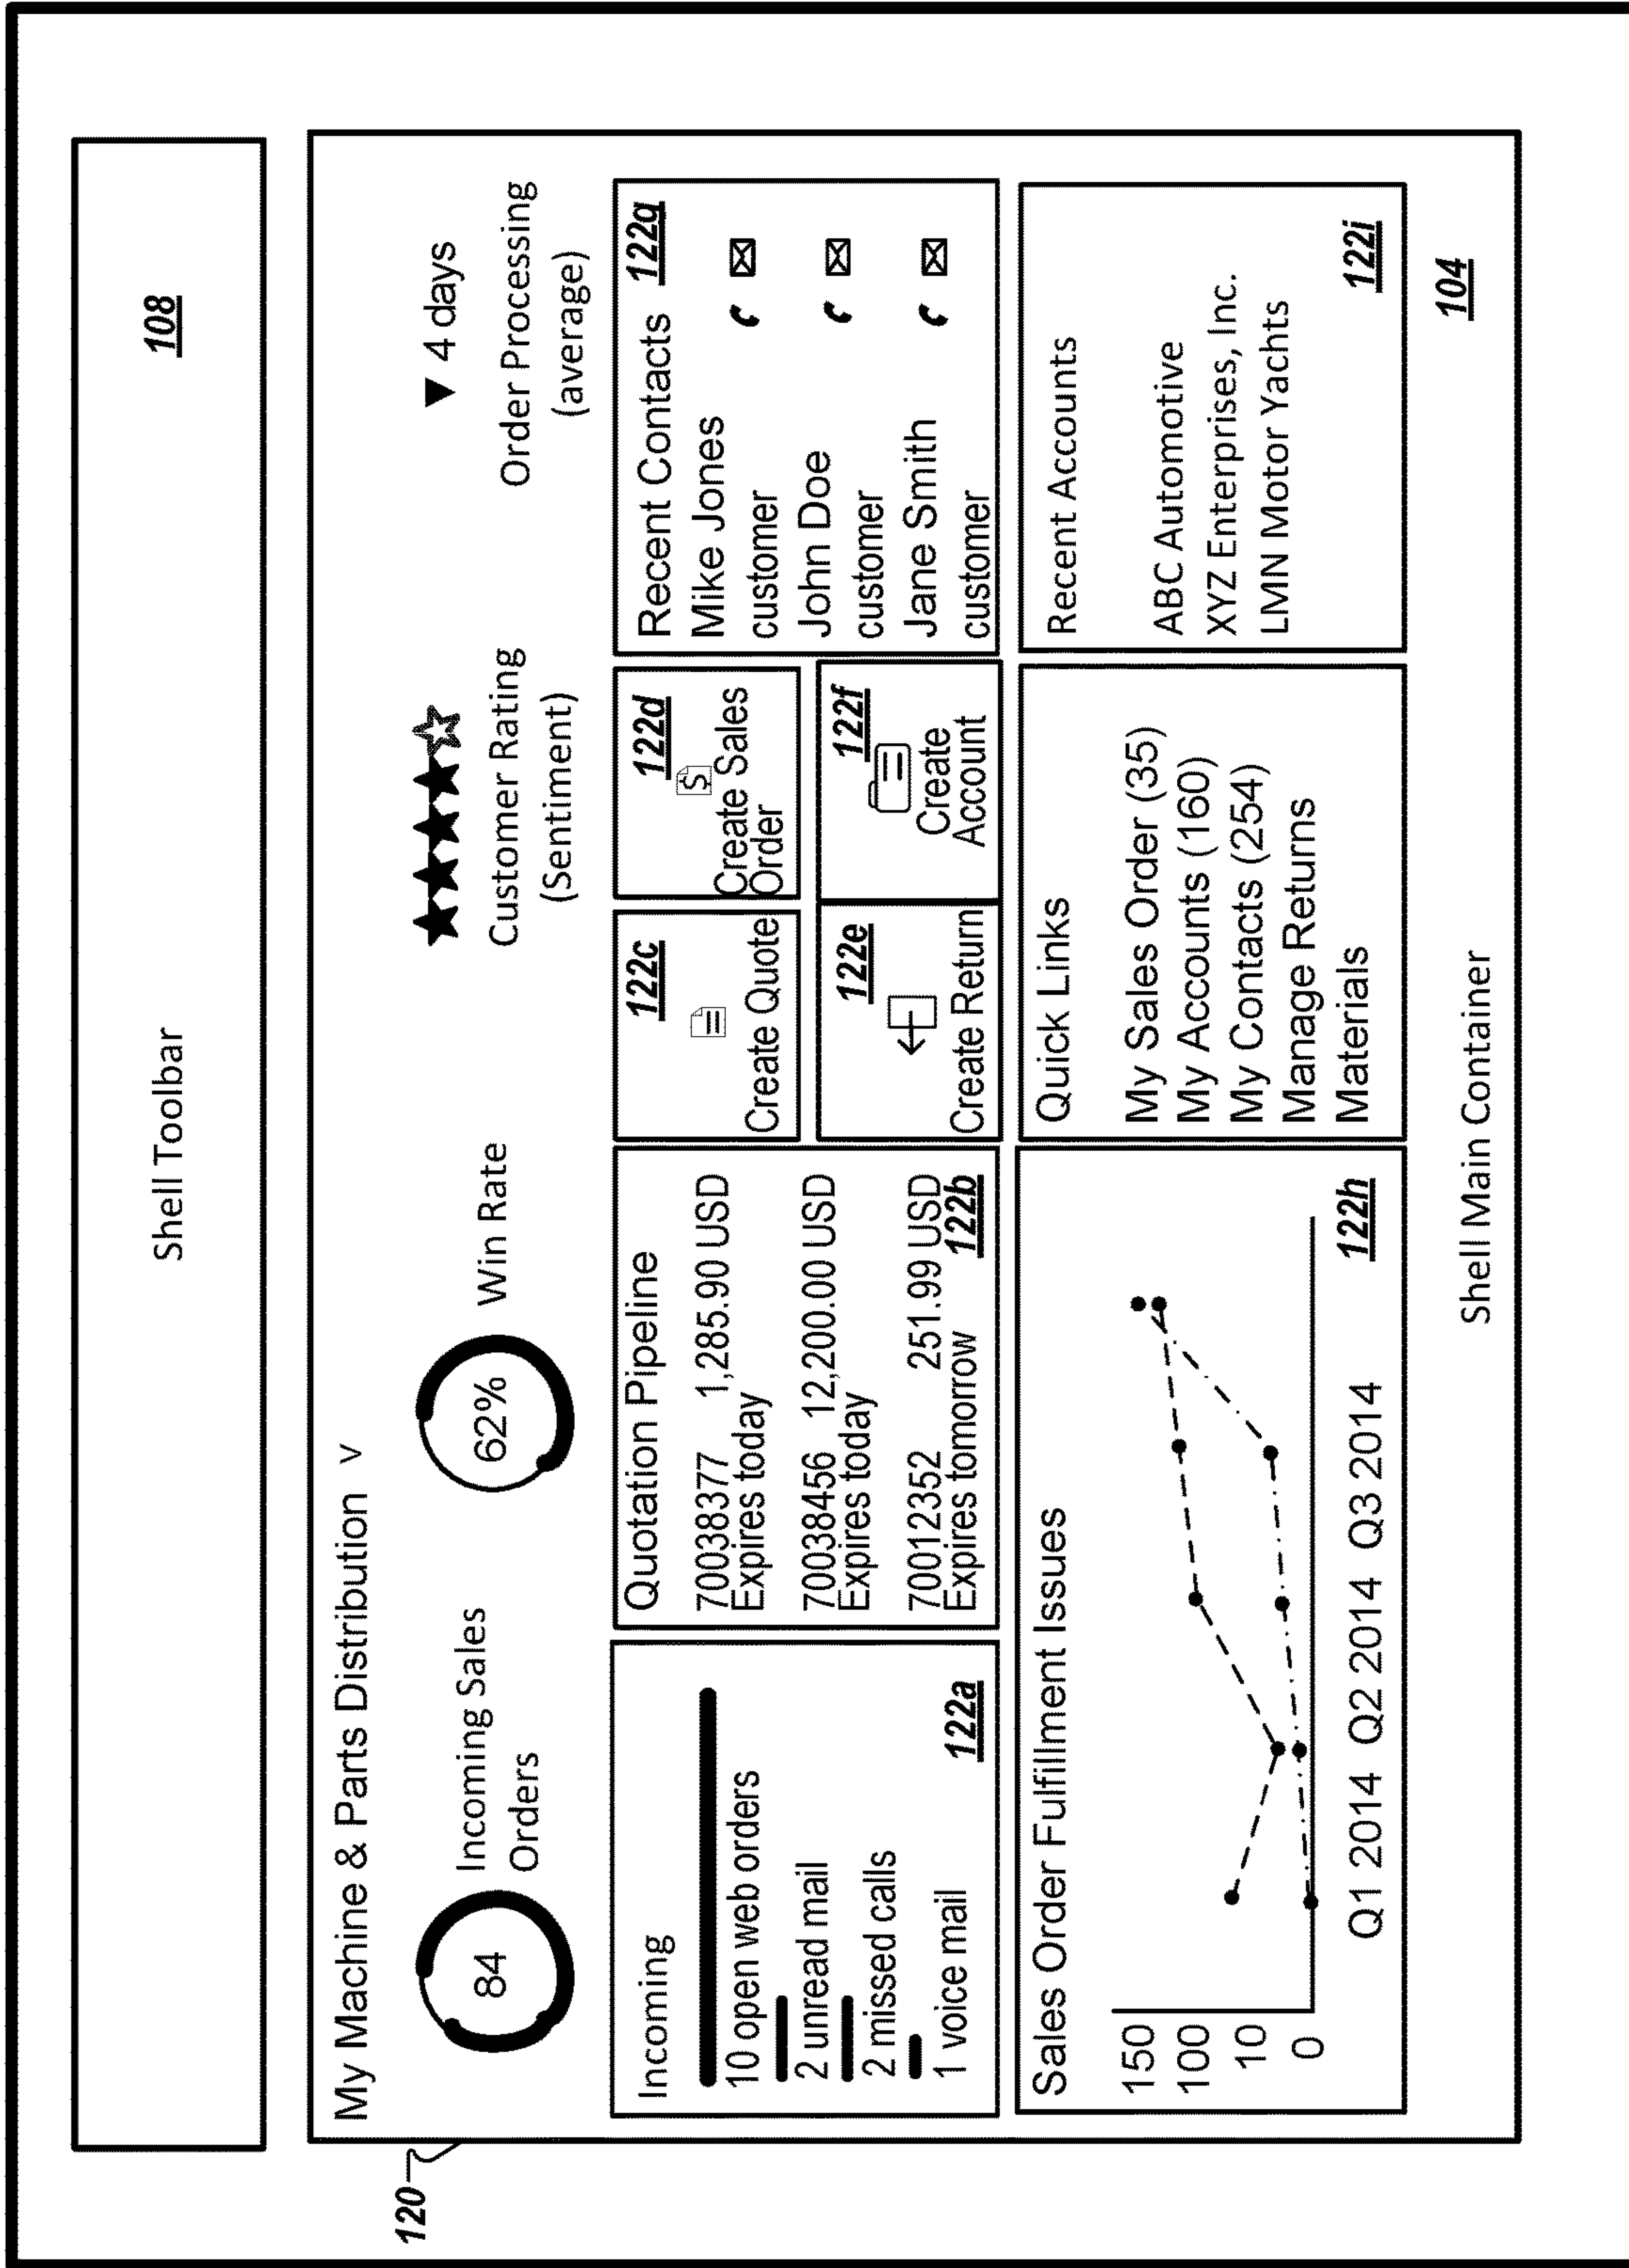 Shell Toolbar
108
120
My Machine & Parts Distribution v
84
Incoming Sales
Orders
62%
Win Rate
Customer Rating
(Sentiment)
▼ 4 days
Order Processing
(average)
Incoming
10 open web orders
2 unread mail
2 missed calls
1 voice mail
122a
Quotation Pipeline
70038377 1,285.90 USD
Expires today
70038456 12,200.00 USD
Expires today
70012352 251.99 USD
Expires tomorrow
122b
122c
Create Quote
122d
$
Create Sales
Order
122e
Create Return
122f
Create
Account
Recent Contacts
122g
Mike Jones
customer
John Doe
customer
Jane Smith
customer
Sales Order Fulfillment Issues
150
100
10
0
Q1 2014 Q2 2014 Q3 2014
122h
Quick Links
My Sales Order (35)
My Accounts (160)
My Contacts (254)
Manage Returns
Materials
Recent Accounts
ABC Automotive
XYZ Enterprises, Inc.
LMN Motor Yachts
122i
Shell Main Container
104